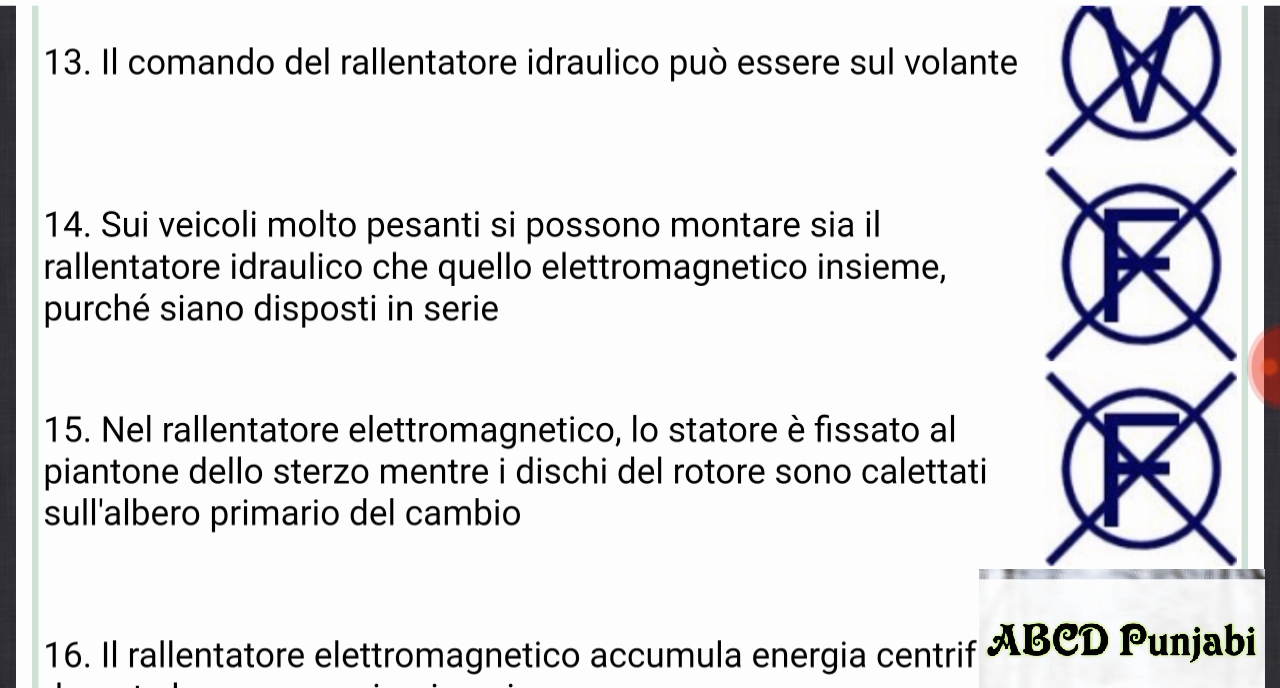 13. Il comando del rallentatore idraulico può essere sul volante
V
14. Sui veicoli molto pesanti si possono montare sia il
rallentatore idraulico che quello elettromagnetico insieme,
purché siano disposti in serie
F
15. Nel rallentatore elettromagnetico, lo statore è fissato al
piantone dello sterzo mentre i dischi del rotore sono calettati
sull'albero primario del cambio
F
16. Il rallentatore elettromagnetico accumula energia
ABCD Punjabi